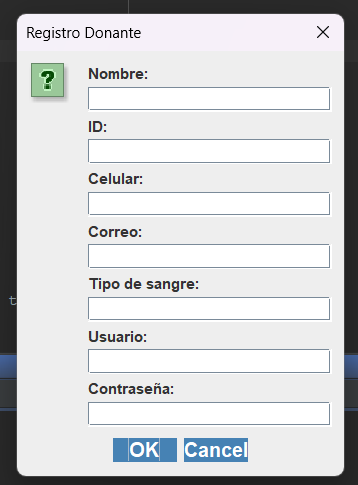 Registro Donante
?
Nombre:
ID:
Celular:
Correo:
Tipo de sangre:
t
Usuario:
Contraseña:
OK Cancel